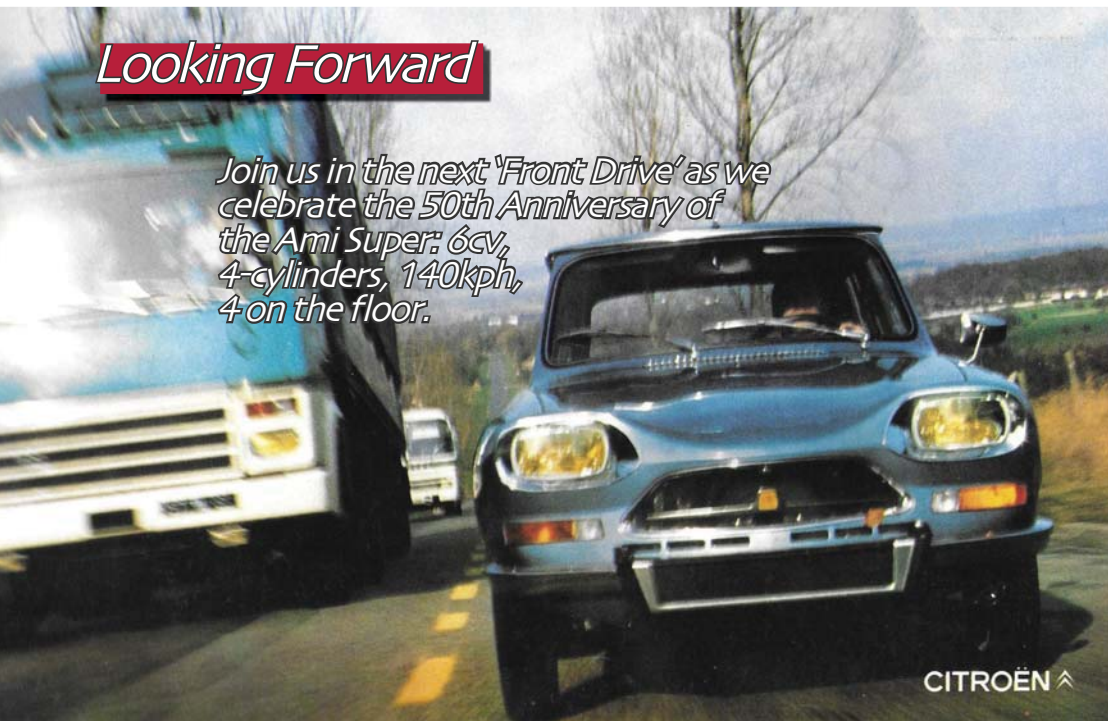 Looking Forward
Join us in the next ‘Front Drive’ as we
celebrate the 50th Anniversary of
the Ami Super: 6cv,
4-cylinders, 140kph,
4 on the floor.
CITROËN